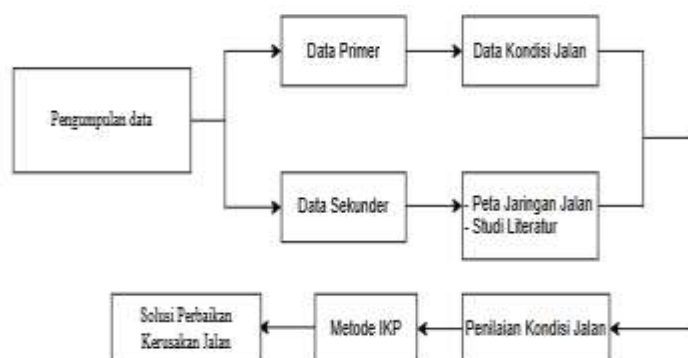 Data Primer
Data Kondisi Jalan
Pengumpulan data
Data Sekunder
- Peta Jaringan Jalan
- Studi Literatur
Solusi Perbaikan
Kerusakan Jalan
Metode IKP
Penilaian Kondisi Jalan